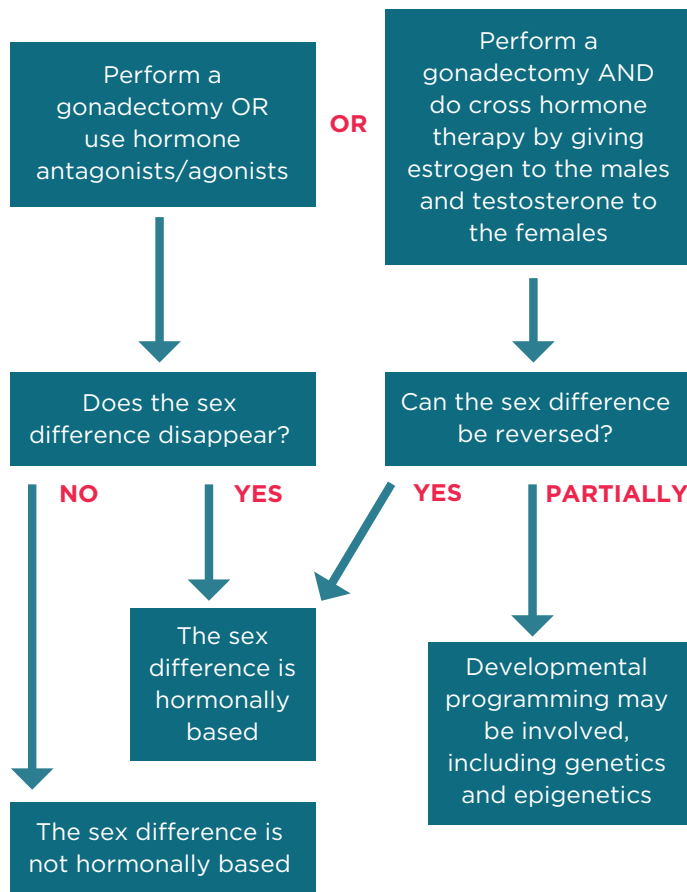 Perform a
gonadectomy OR
use hormone
antagonists/agonists
OR
Perform a
gonadectomy AND
do cross hormone
therapy by giving
estrogen to the males
and testosterone to
the females
Does the sex
difference disappear?
Can the sex difference
be reversed?
NO
YES
YES
PARTIALLY
The sex
difference is
hormonally
based
Developmental
programming may
be involved,
including genetics
and epigenetics
The sex difference is
not hormonally based